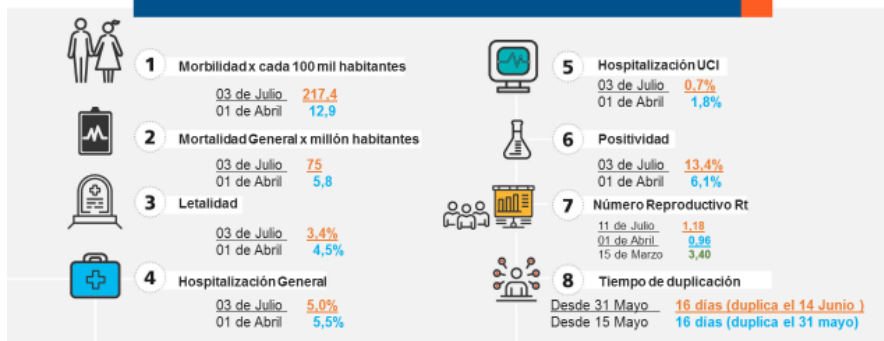 1 Morbilidad x cada 100 mil habitantes
03 de Julio 217,4
01 de Abril 12,9
2 Mortalidad General x millón habitantes
03 de Julio 75
01 de Abril 5,8
3 Letalidad
03 de Julio 3,4%
01 de Abril 4,5%
4 Hospitalización General
03 de Julio 5,0%
01 de Abril 5,5%
5 Hospitalización UCI
03 de Julio 0,7%
01 de Abril 1,8%
6 Positividad
03 de Julio 13,4%
01 de Abril 6,1%
7 Número Reproductivo Rt
11 de Julio 1,18
01 de Abril 0,96
15 de Marzo 3,40
8 Tiempo de duplicación
Desde 31 Mayo 16 días (duplica el 14 Junio )
Desde 15 Mayo 16 días (duplica el 31 mayo)